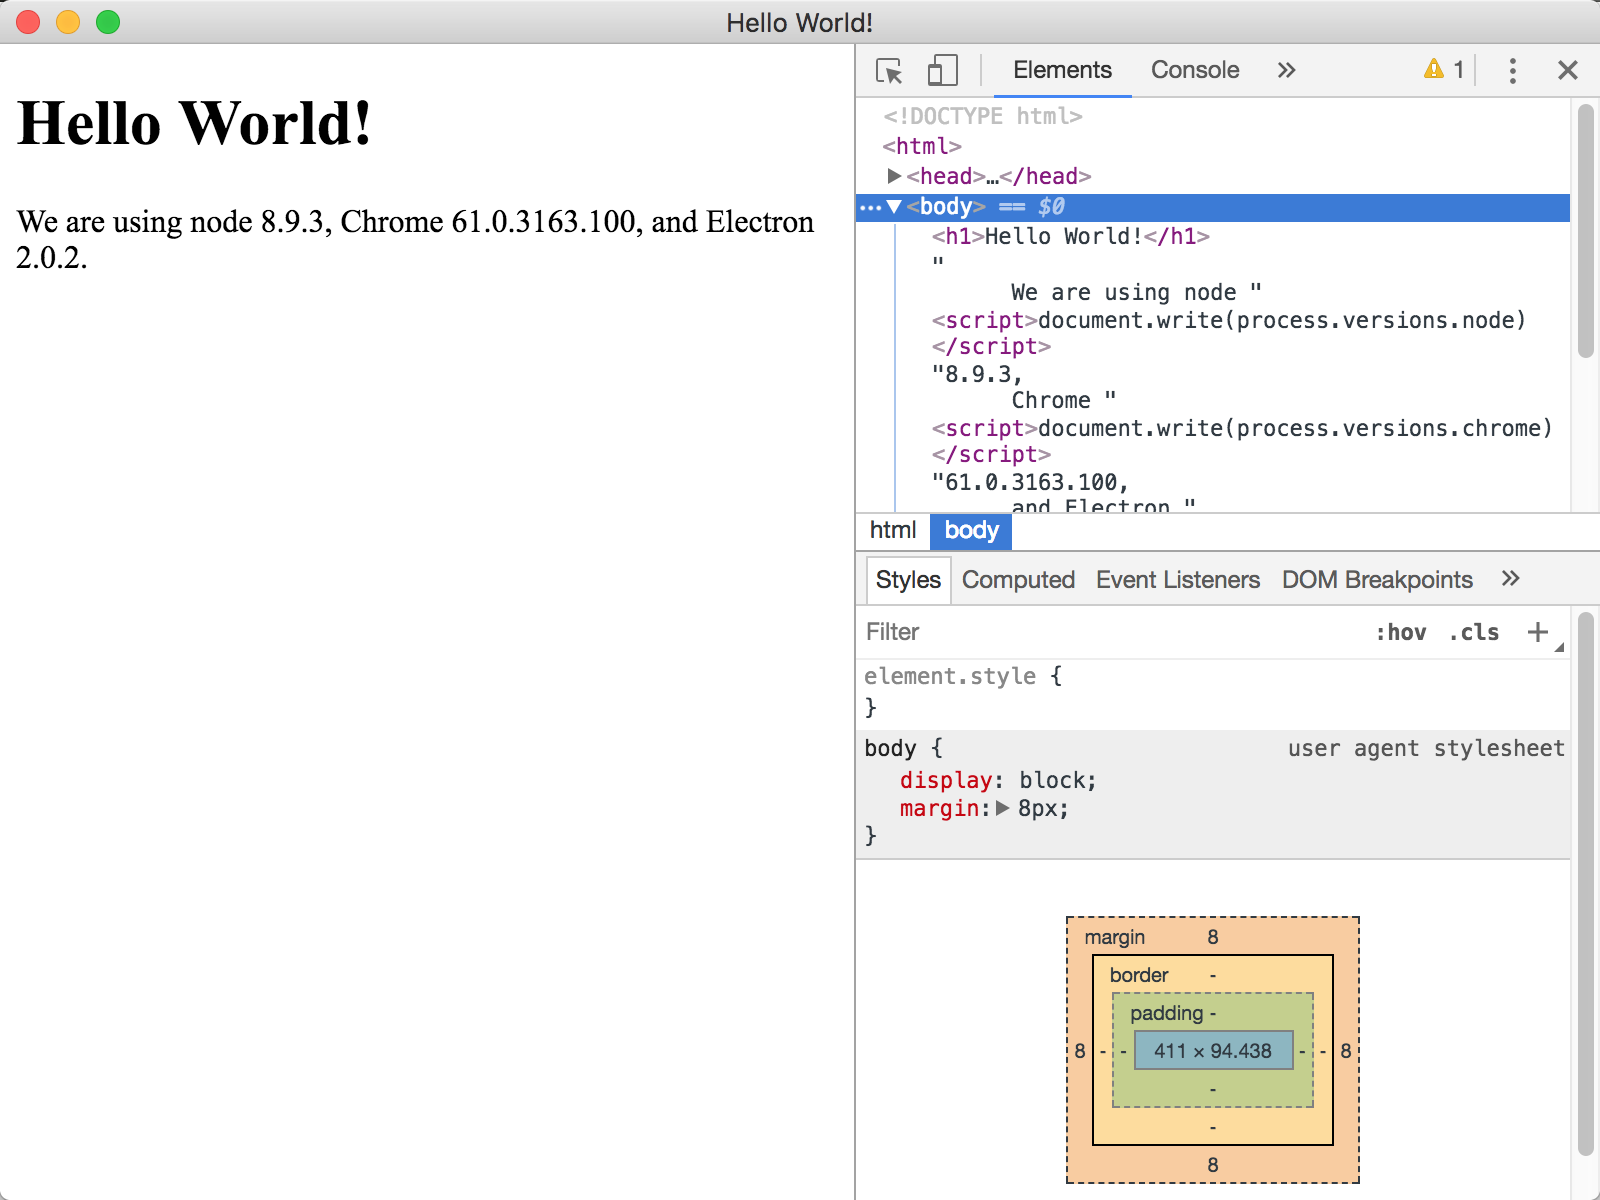 Hello World!
Hello World!
We are using node 8.9.3, Chrome 61.0.3163.100, and Electron
2.0.2.
Elements Console » 1
<!DOCTYPE html>
<html>
<head>…</head>
<body> == $0
<h1>Hello World!</h1>
"
We are using node "
<script>document.write(process.versions.node)
</script>
"8.9.3,
Chrome "
<script>document.write(process.versions.chrome)
</script>
"61.0.3163.100,
and Electron "
html body
Styles Computed Event Listeners DOM Breakpoints »
Filter :hov .cls +
element.style {
}
body { user agent stylesheet
display: block;
margin: 8px;
}
margin 8
border -
padding -
8 - - 411 × 94.438 - - 8
-
-
8